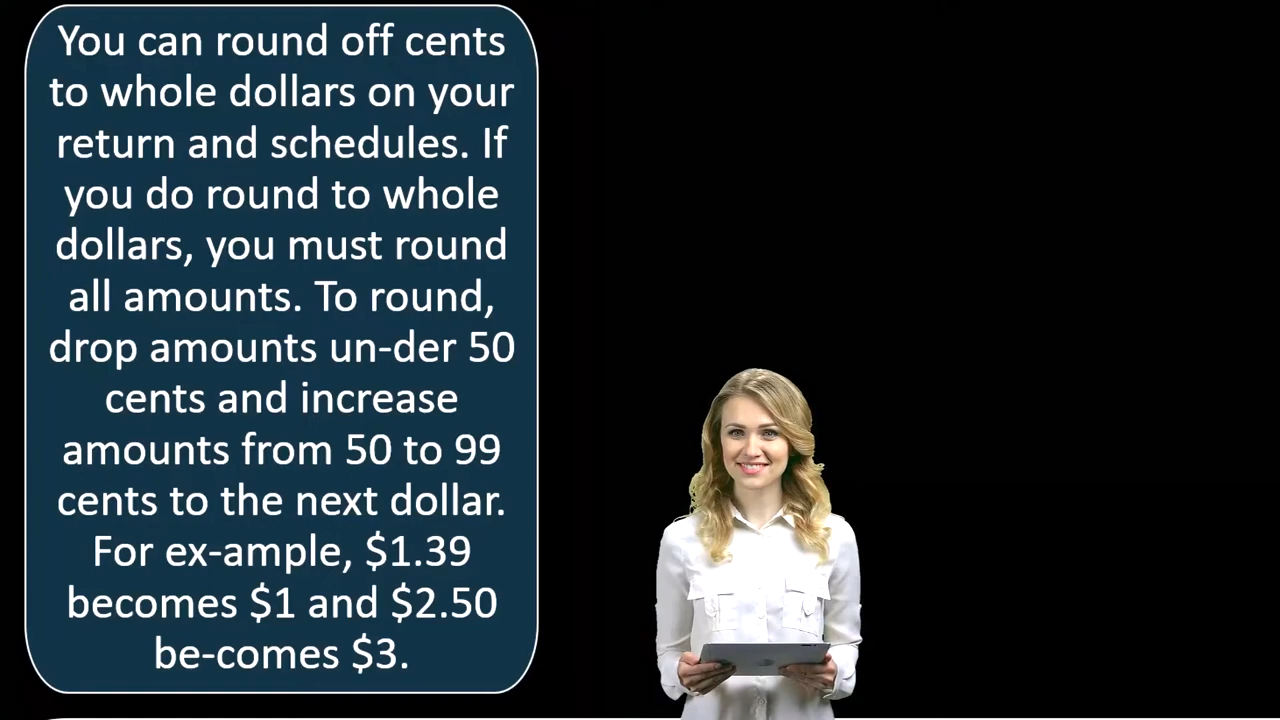 You can round off cents
to whole dollars on your
return and schedules. If
you do round to whole
dollars, you must round
all amounts. To round,
drop amounts un-der 50
cents and increase
amounts from 50 to 99
cents to the next dollar.
For ex-ample, $1.39
becomes $1 and $2.50
be-comes $3.